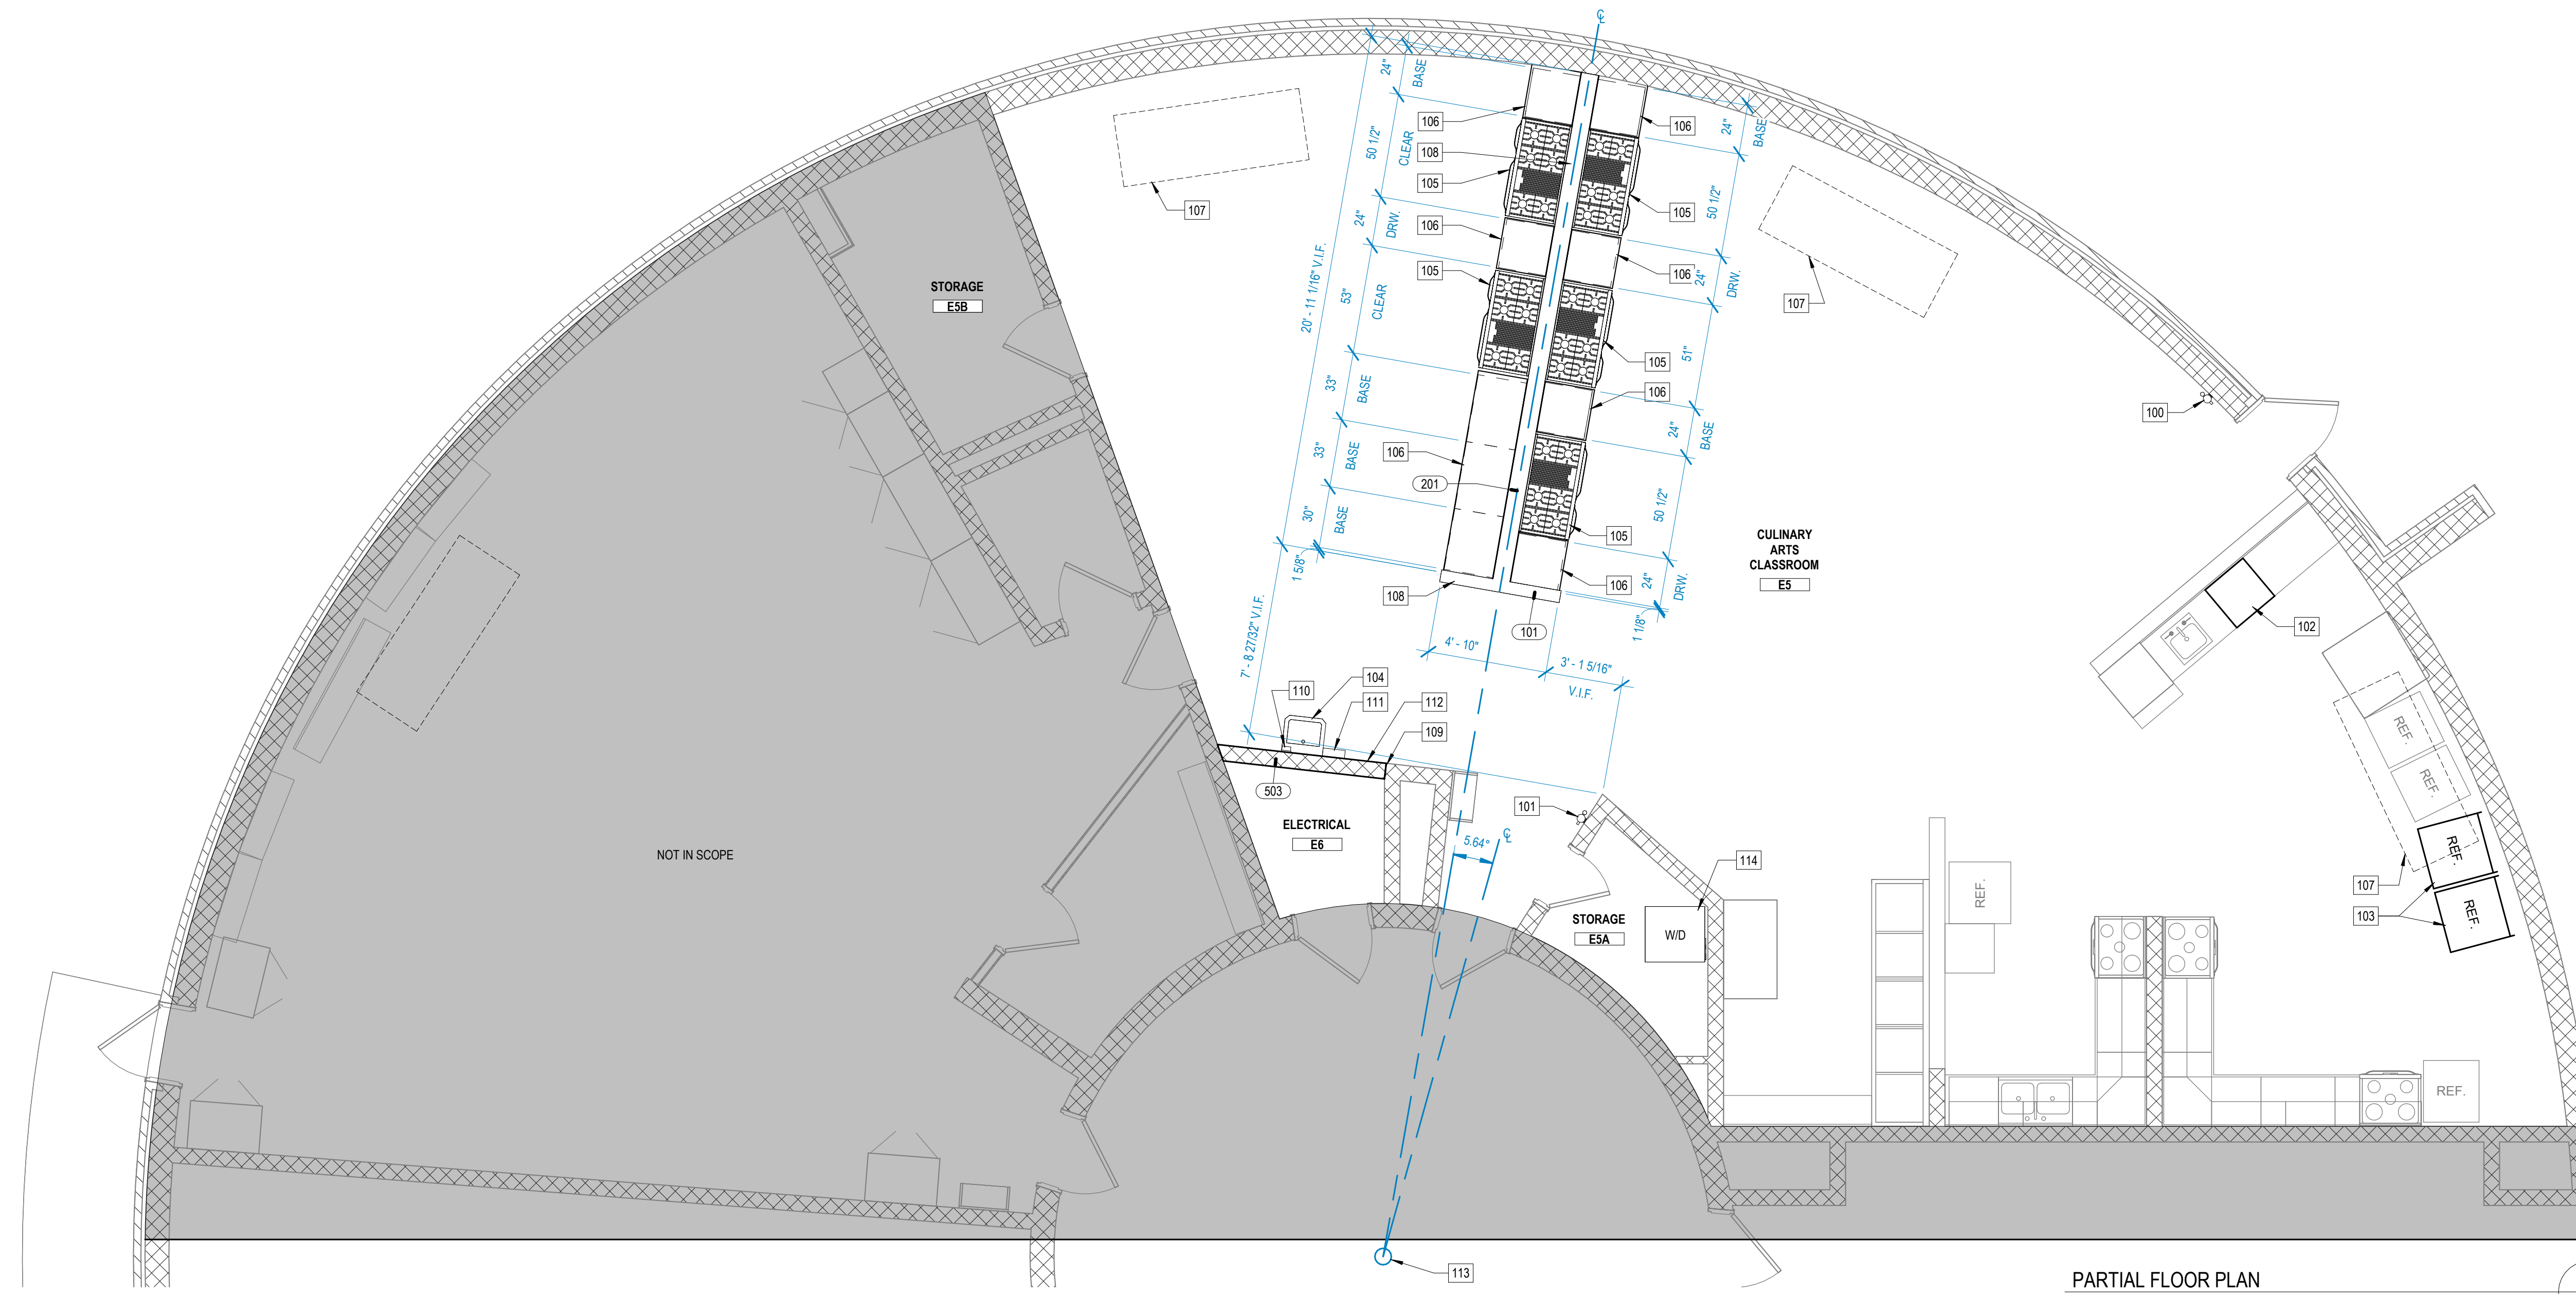 ℄
24"
BASE
50 1/2"
CLEAR
24"
DRW.
20' - 11 1/16" V.I.F.
53"
CLEAR
33"
BASE
33"
BASE
30"
BASE
1 5/8"
7' - 8 27/32" V.I.F.
106
108
105
106
105
106
201
108
106
105
106
105
106
105
106
101
24"
BASE
50 1/2"
24"
DRW.
51"
24"
BASE
50 1/2"
24"
DRW.
1 1/8"
4' - 10"
3' - 1 5/16"
V.I.F.
107
107
STORAGE
E5B
CULINARY
ARTS
CLASSROOM
E5
100
102
110
104
111
112
109
503
101
ELECTRICAL
E6
5.64°
℄
NOT IN SCOPE
STORAGE
E5A
114
W/D
REF.
REF.
REF.
REF.
REF.
107
103
REF.
113
PARTIAL FLOOR PLAN